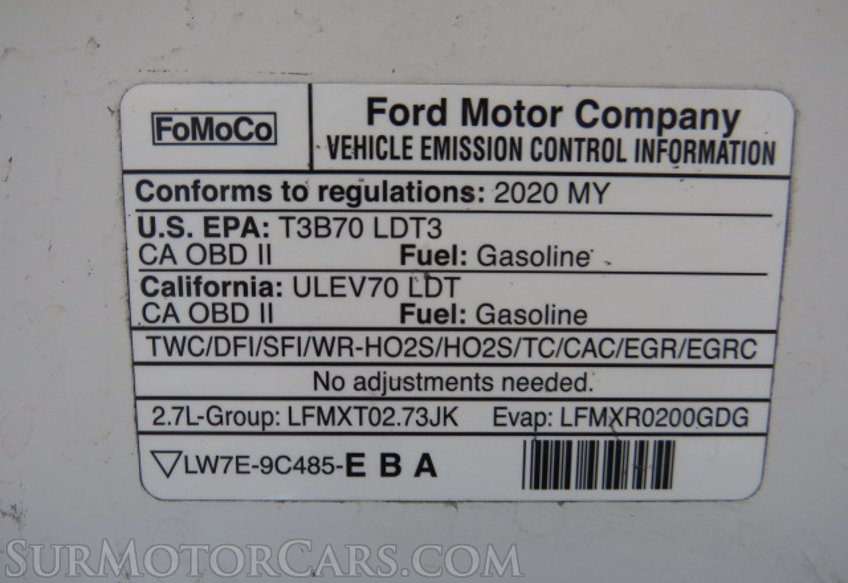 FoMoCo
Ford Motor Company
VEHICLE EMISSION CONTROL INFORMATION
Conforms to regulations: 2020 MY
U.S. EPA: T3B70 LDT3
CA OBD II Fuel: Gasoline
California: ULEV70 LDT
CA OBD II Fuel: Gasoline
TWC/DFI/SFI/WR-HO2S/HO2S/TC/CAC/EGR/EGRC
No adjustments needed.
2.7L-Group: LFMXT02.73JK Evap: LFMXR0200GDG
LW7E-9C485-E B A
SURMOTORCARS.COM